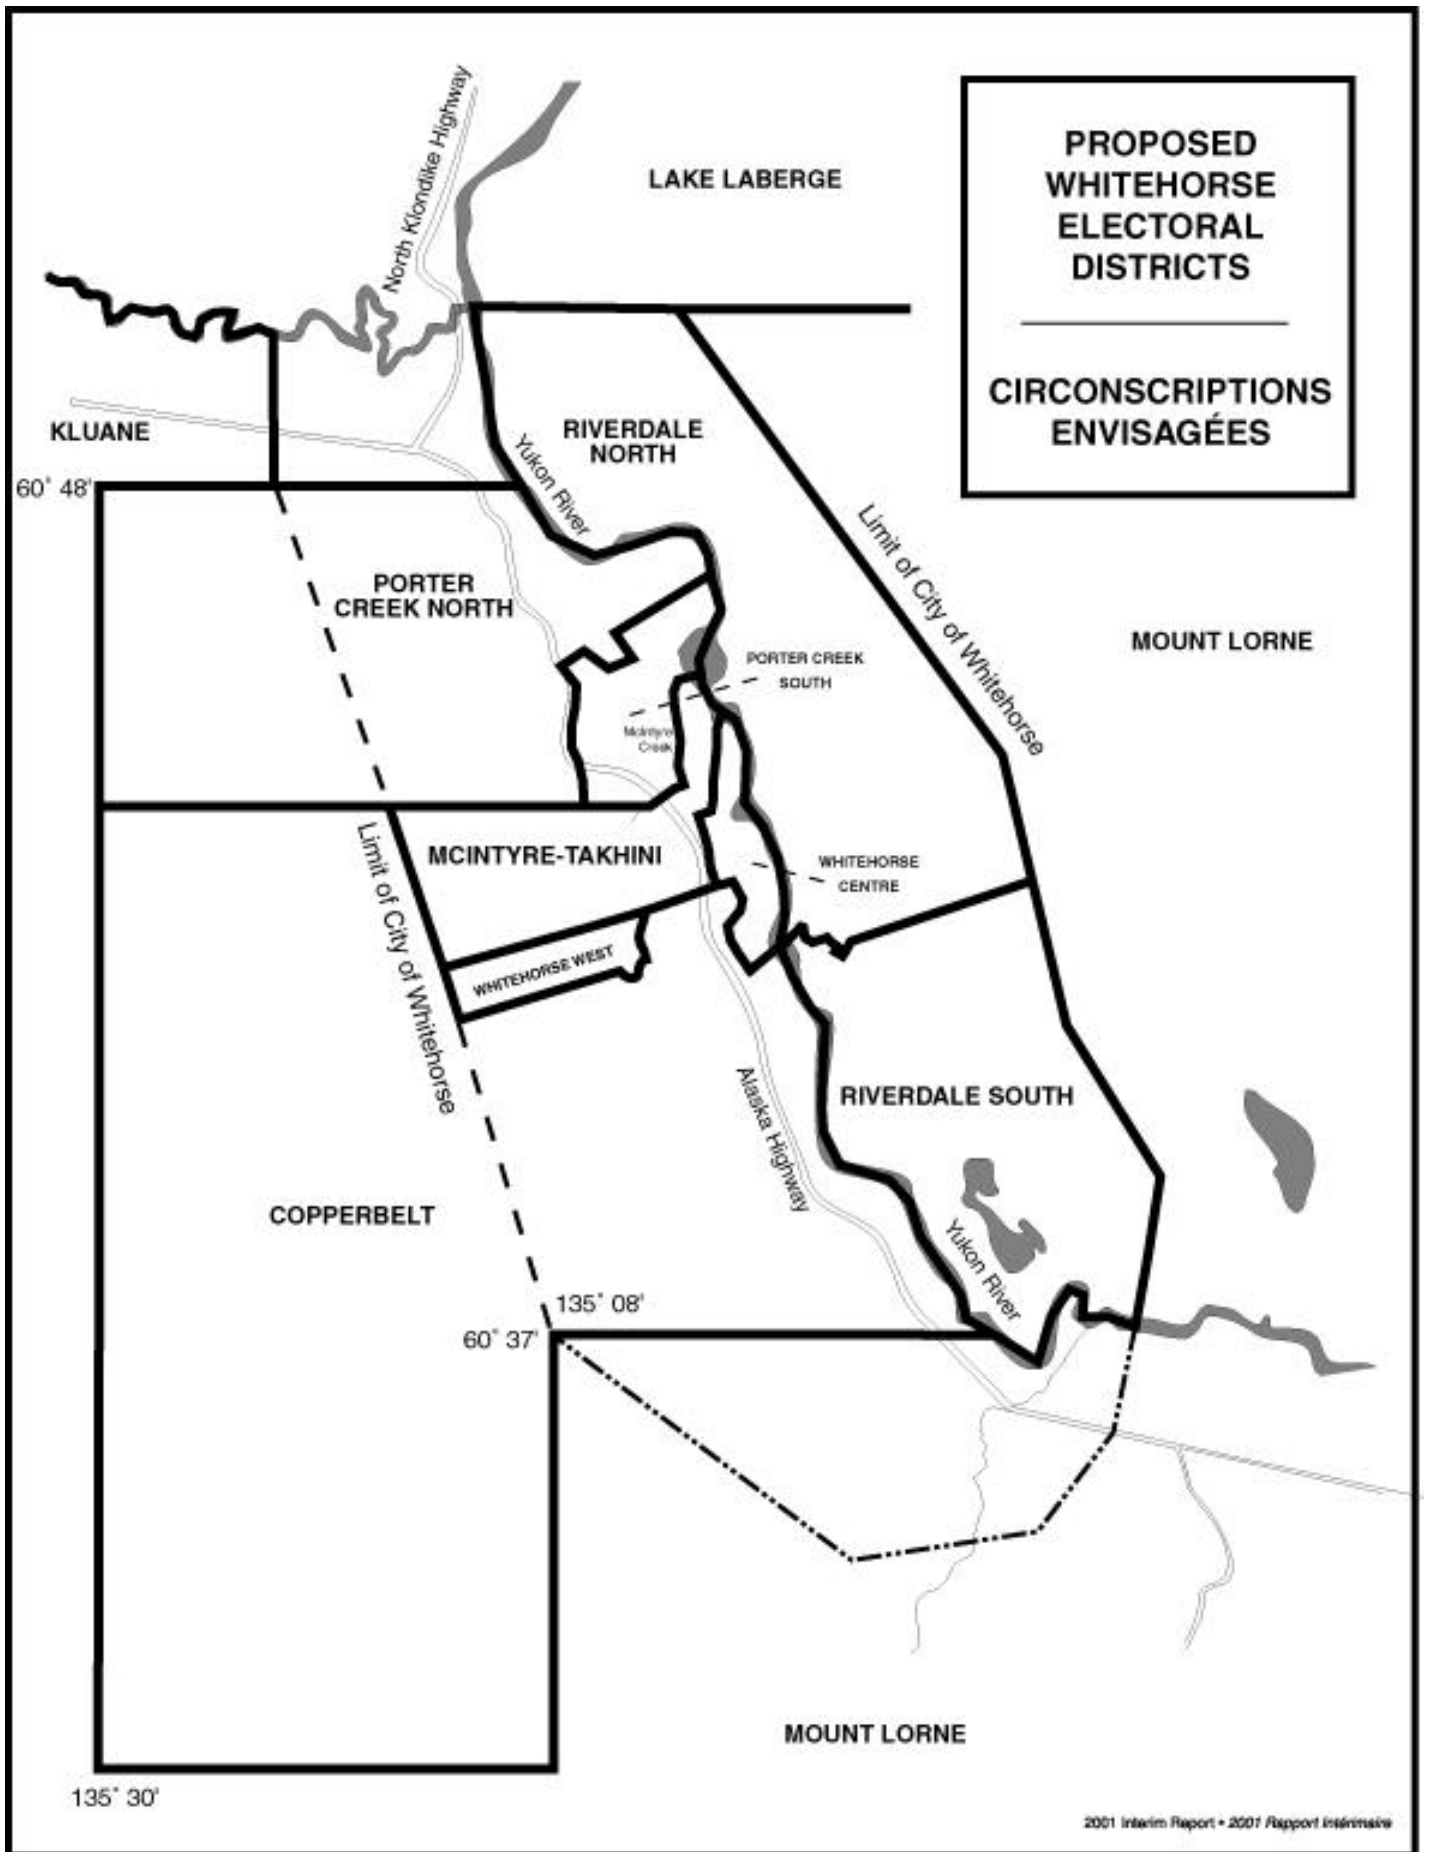 PROPOSED
WHITEHORSE
ELECTORAL
DISTRICTS
CIRCONSCRIPTIONS
ENVISAGÉES
North Klondike Highway
LAKE LABERGE
KLUANE
RIVERDALE
NORTH
Yukon River
60° 48'
Limit of City of Whitehorse
PORTER
CREEK NORTH
MOUNT LORNE
PORTER CREEK
SOUTH
McIntyre
Creek
MCINTYRE-TAKHINI
WHITEHORSE
CENTRE
Limit of City of Whitehorse
WHITEHORSE WEST
Alaska Highway
RIVERDALE SOUTH
COPPERBELT
Yukon River
135° 08'
60° 37'
MOUNT LORNE
135° 30'
2001 Interim Report • 2001 Rapport Intérimaire